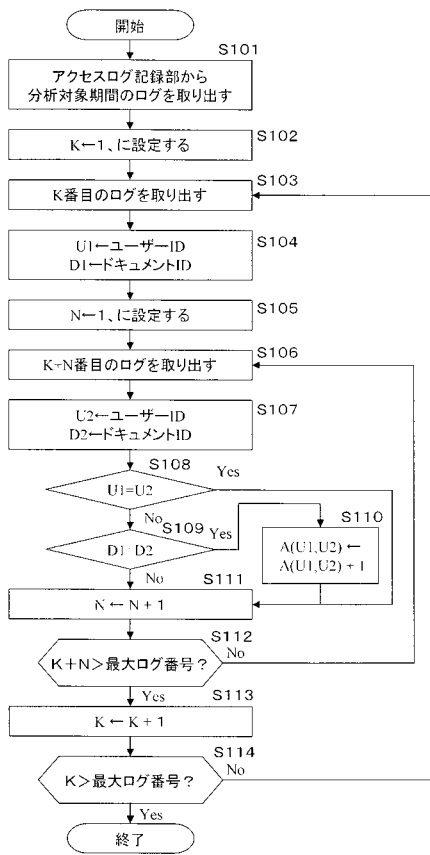 開始
S101
アクセスログ記録部から
分析対象期間のログを取り出す
S102
K←1、に設定する
S103
K番目のログを取り出す
S104
U1←ユーザーID
D1←ドキュメントID
S105
N←1、に設定する
S106
K+N番目のログを取り出す
S107
U2←ユーザーID
D2←ドキュメントID
S108
U1=U2
Yes
No
S109
D1=D2
Yes
No
S110
A(U1,U2) ←
A(U1,U2) + 1
S111
N ← N + 1
S112
K+N>最大ログ番号?
No
Yes
S113
K ← K + 1
S114
K>最大ログ番号?
No
Yes
終了